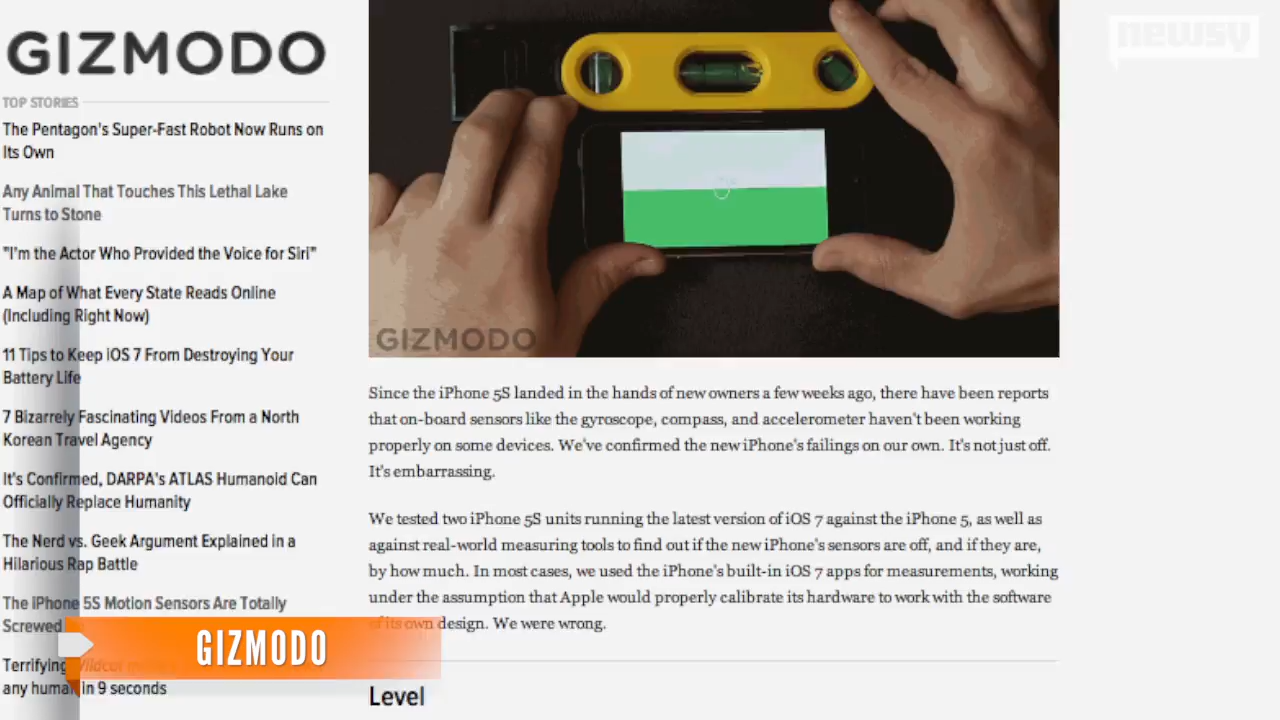 GIZMODO
TOP STORIES
The Pentagon's Super-Fast Robot Now Runs on
Its Own
Any Animal That Touches This Lethal Lake
Turns to Stone
"I'm the Actor Who Provided the Voice for Siri"
A Map of What Every State Reads Online
(Including Right Now)
11 Tips to Keep iOS 7 From Destroying Your
Battery Life
7 Bizarrely Fascinating Videos From a North
Korean Travel Agency
It's Confirmed, DARPA's ATLAS Humanoid Can
Officially Replace Humanity
The Nerd vs. Geek Argument Explained in a
Hilarious Rap Battle
The iPhone 5S Motion Sensors Are Totally
Screwed
Terrifying Wildcat
any human in 9 seconds
newsy
GIZMODO
Since the iPhone 5S landed in the hands of new owners a few weeks ago, there have been reports
that on-board sensors like the gyroscope, compass, and accelerometer haven't been working
properly on some devices. We've confirmed the new iPhone's failings on our own. It's not just off.
It's embarrassing.
We tested two iPhone 5S units running the latest version of iOS 7 against the iPhone 5, as well as
against real-world measuring tools to find out if the new iPhone's sensors are off, and if they are,
by how much. In most cases, we used the iPhone's built-in iOS 7 apps for measurements, working
under the assumption that Apple would properly calibrate its hardware to work with the software
of its own design. We were wrong.
Level
GIZMODO